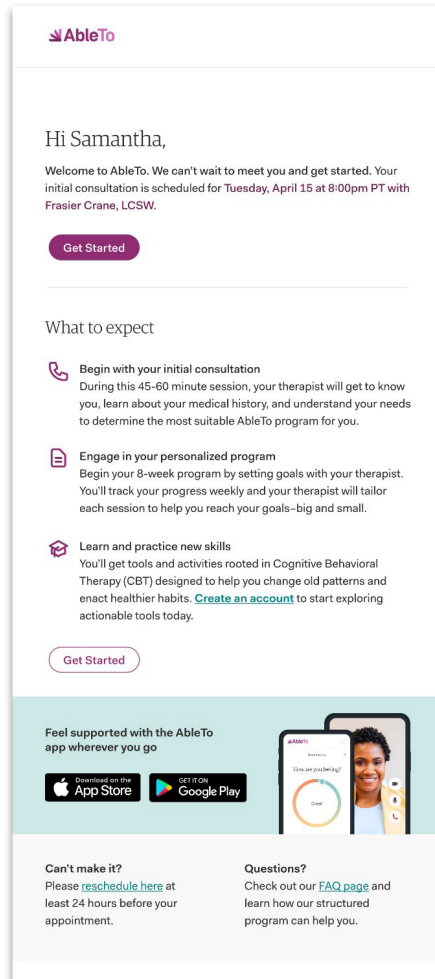 AbleTo
Hi Samantha,
Welcome to AbleTo. We can't wait to meet you and get started. Your
initial consultation is scheduled for Tuesday, April 15 at 8:00pm PT with
Frasier Crane, LCSW.
Get Started
What to expect
Begin with your initial consultation
During this 45-60 minute session, your therapist will get to know
you, learn about your medical history, and understand your needs
to determine the most suitable AbleTo program for you.
Engage in your personalized program
Begin your 8-week program by setting goals with your therapist.
You'll track your progress weekly and your therapist will tailor
each session to help you reach your goals–big and small.
Learn and practice new skills
You'll get tools and activities rooted in Cognitive Behavioral
Therapy (CBT) designed to help you change old patterns and
enact healthier habits. Create an account to start exploring
actionable tools today.
Get Started
Feel supported with the AbleTo
app wherever you go
Download on the
App Store
GET IT ON
Google Play
AbleTo
How are you feeling?
Great
Can't make it?
Please reschedule here at
least 24 hours before your
appointment.
Questions?
Check out our FAQ page and
learn how our structured
program can help you.